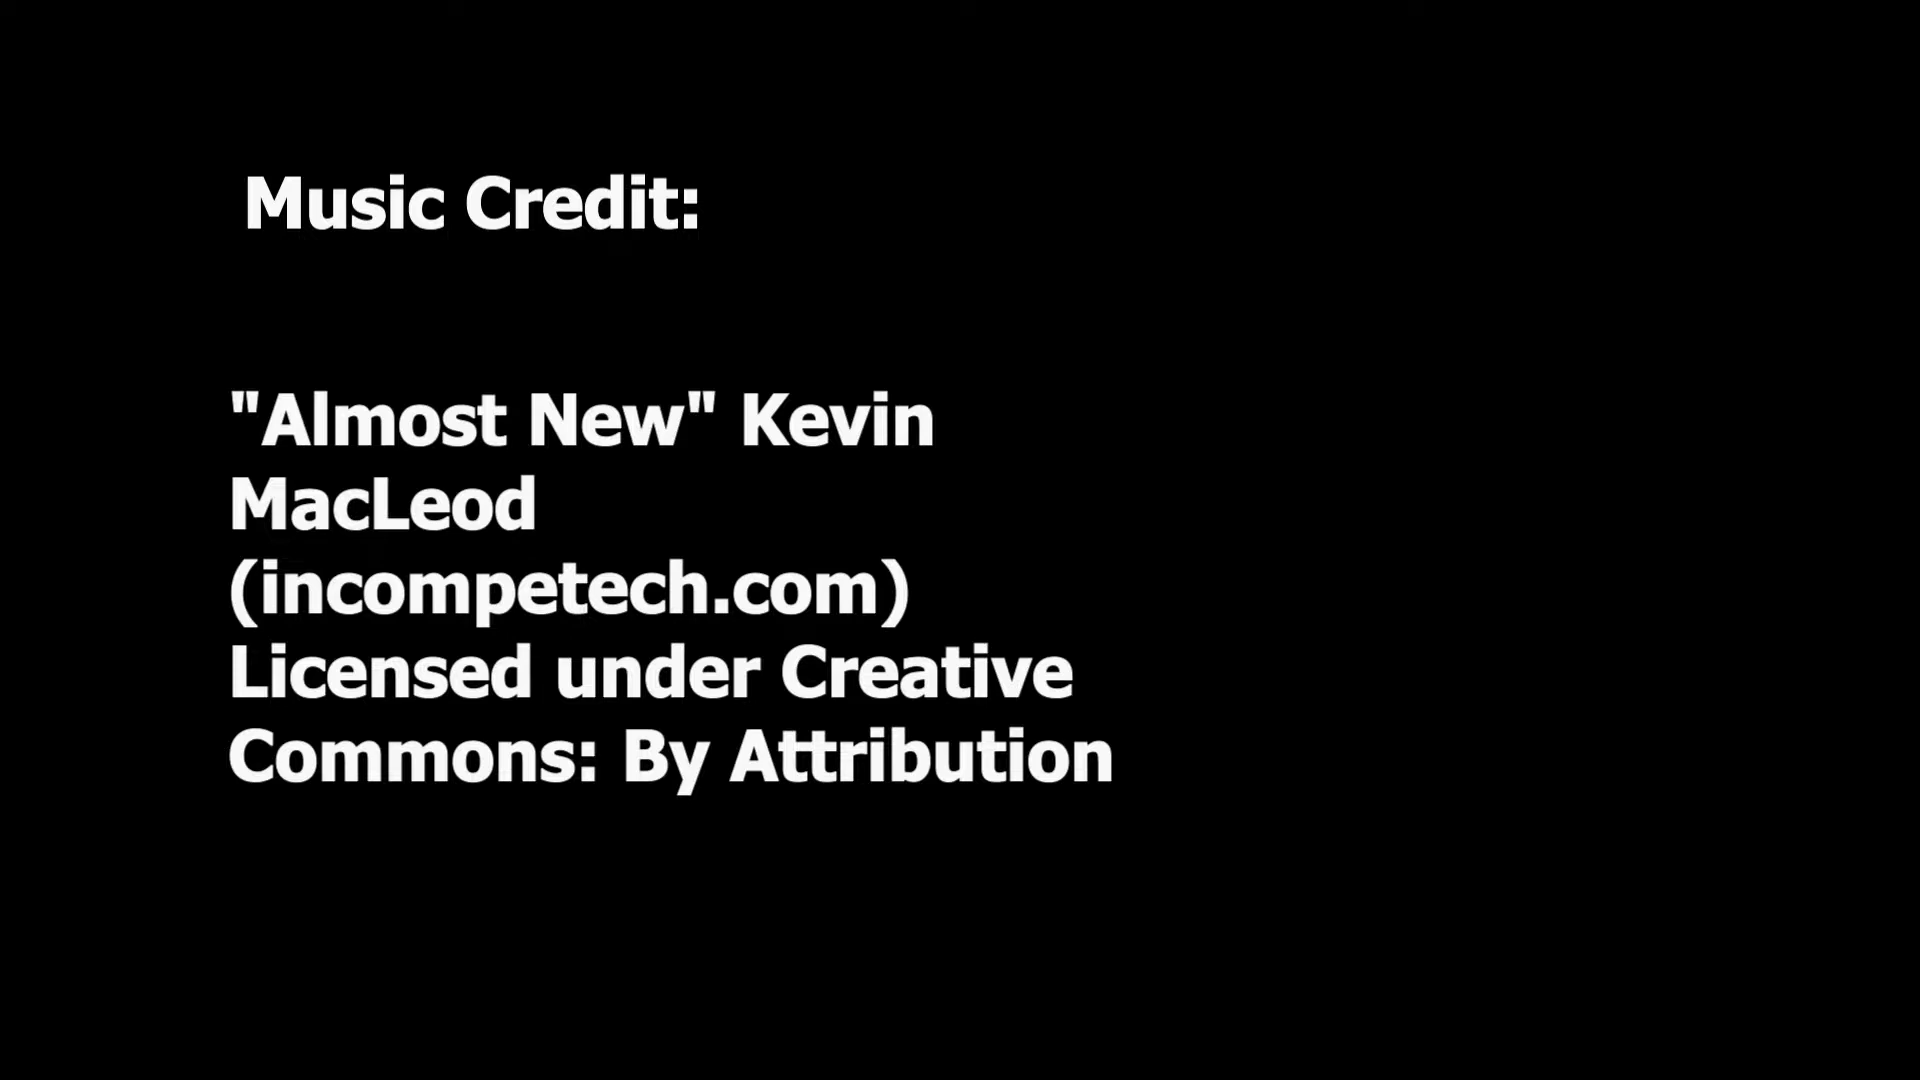 Music Credit:
"Almost New" Kevin
MacLeod
(incompetech.com)
Licensed under Creative
Commons: By Attribution